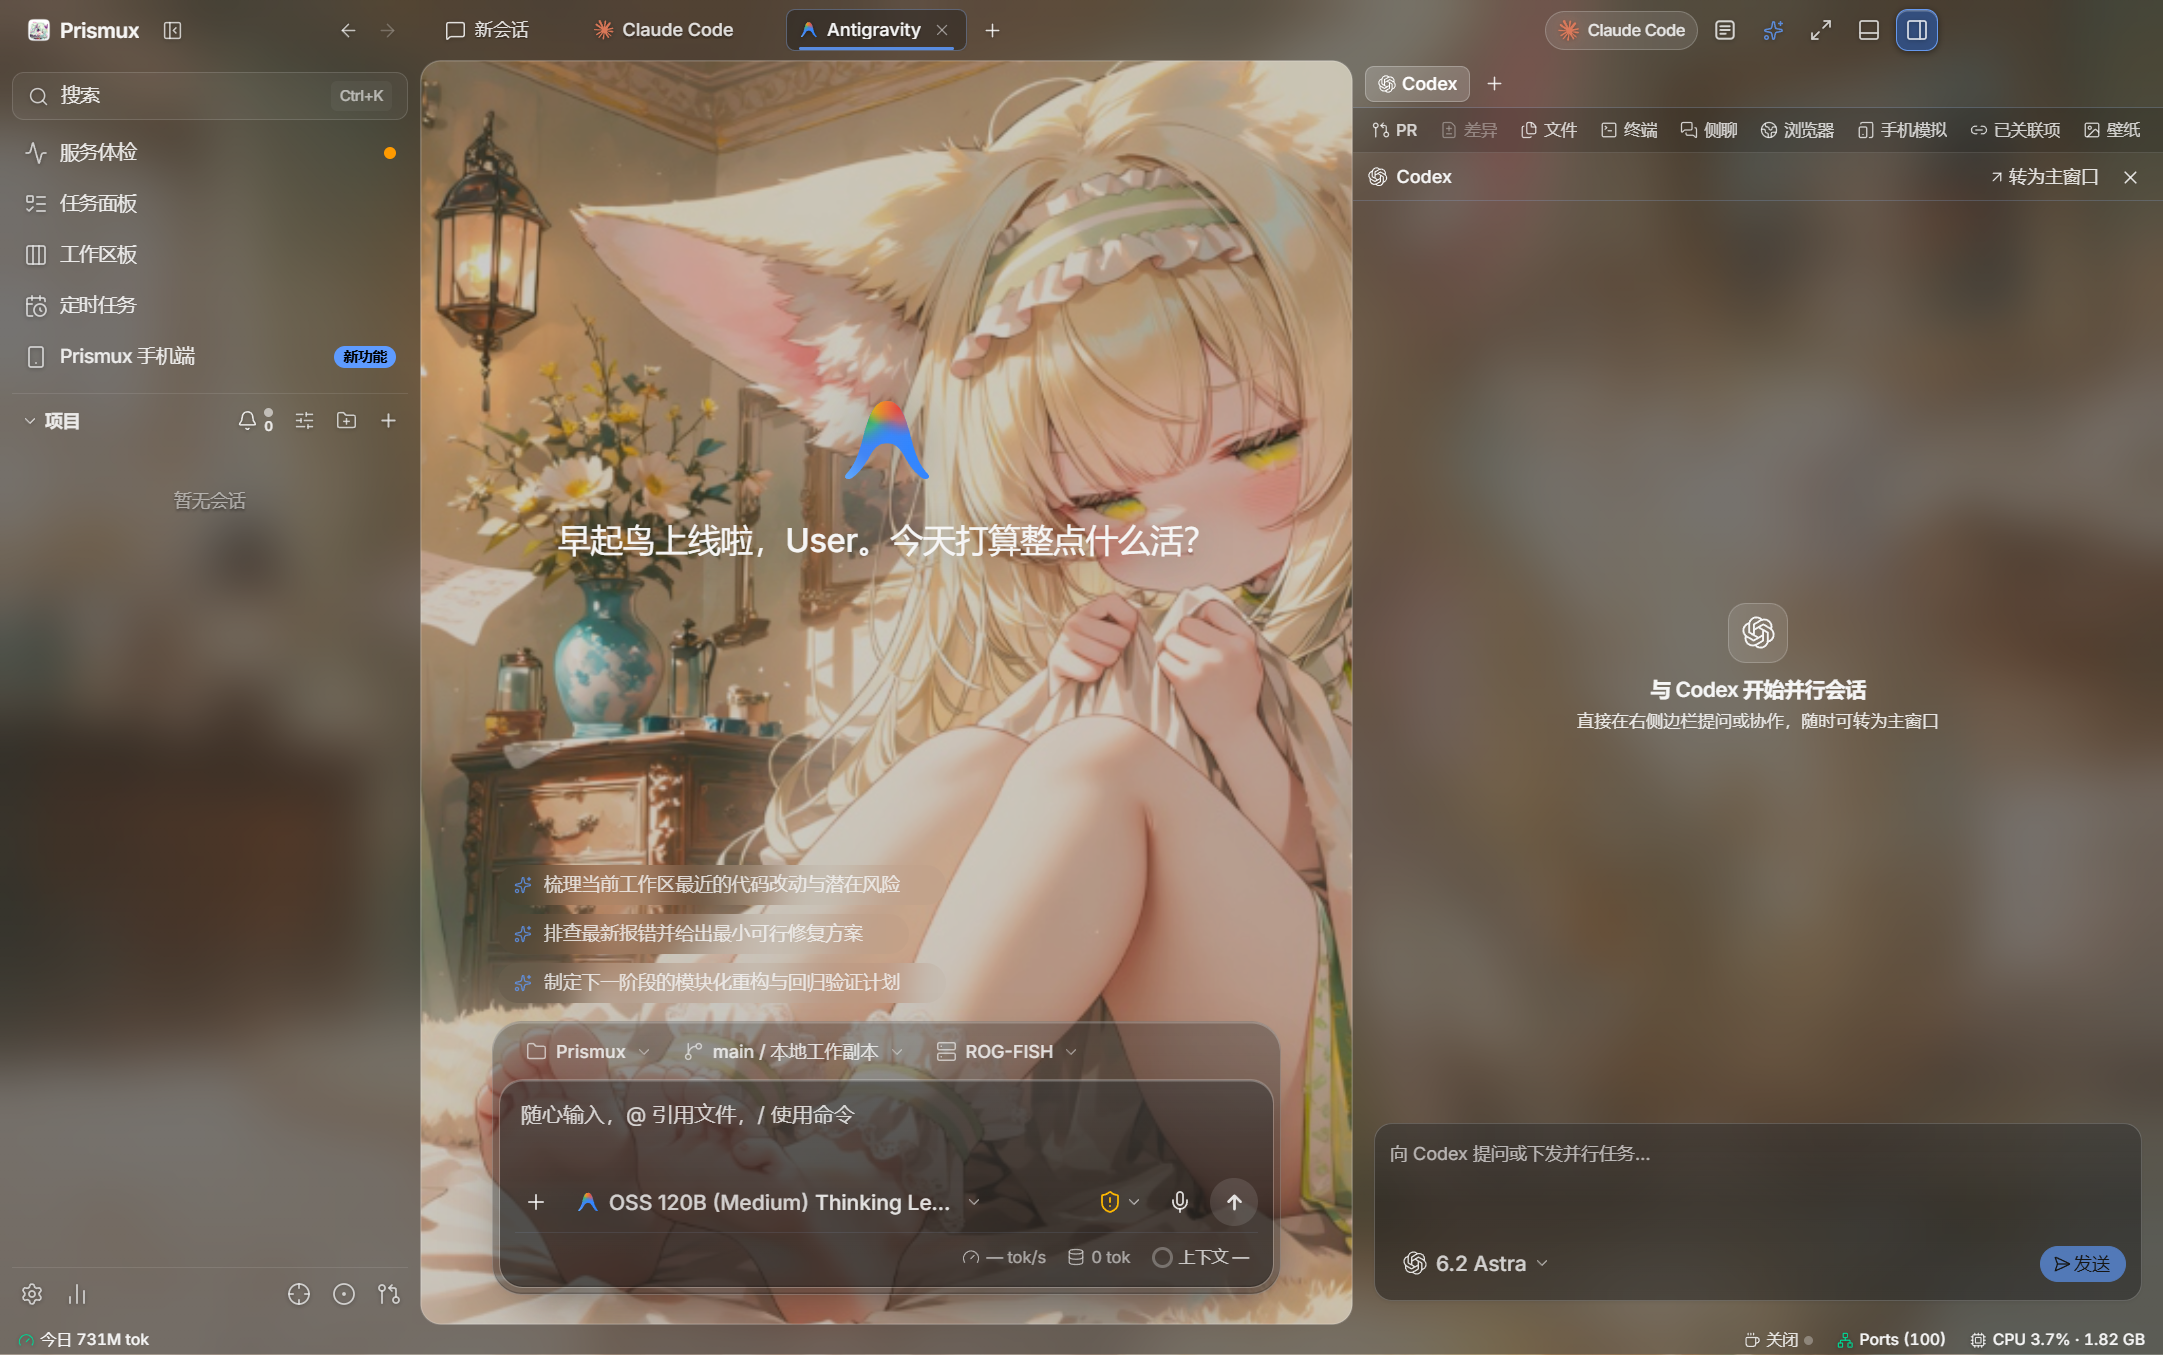 Prismux
新会话
Claude Code
Antigravity
Claude Code
搜索
Ctrl+K
服务体检
任务面板
工作区板
定时任务
Prismux 手机端
新功能
项目
0
暂无会话
早起鸟上线啦，User。今天打算整点什么活？
梳理当前工作区最近的代码改动与潜在风险
排查最新报错并给出最小可行修复方案
制定下一阶段的模块化重构与回归验证计划
Prismux
main / 本地工作副本
ROG-FISH
随心输入，@ 引用文件，/ 使用命令
OSS 120B (Medium) Thinking Le...
— tok/s
0 tok
上下文 —
Codex
PR
差异
文件
终端
侧聊
浏览器
手机模拟
已关联项
壁纸
Codex
转为主窗口
与 Codex 开始并行会话
直接在右侧边栏提问或协作，随时可转为主窗口
向 Codex 提问或下发并行任务...
6.2 Astra
发送
今日 731M tok
关闭
Ports (100)
CPU 3.7% · 1.82 GB